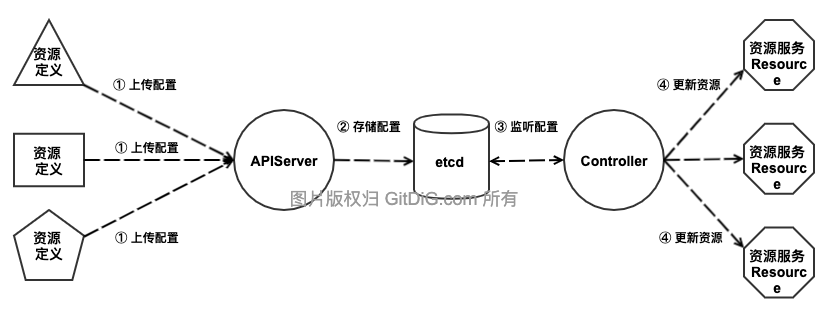 资源
定义
① 上传配置
资源
定义
① 上传配置
资源
定义
① 上传配置
APIServer
② 存储配置
etcd
③ 监听配置
Controller
④ 更新资源
④ 更新资源
资源服务
Resourc
e
资源服务
Resourc
e
资源服务
Resourc
e
图片版权归 GitDiG.com 所有